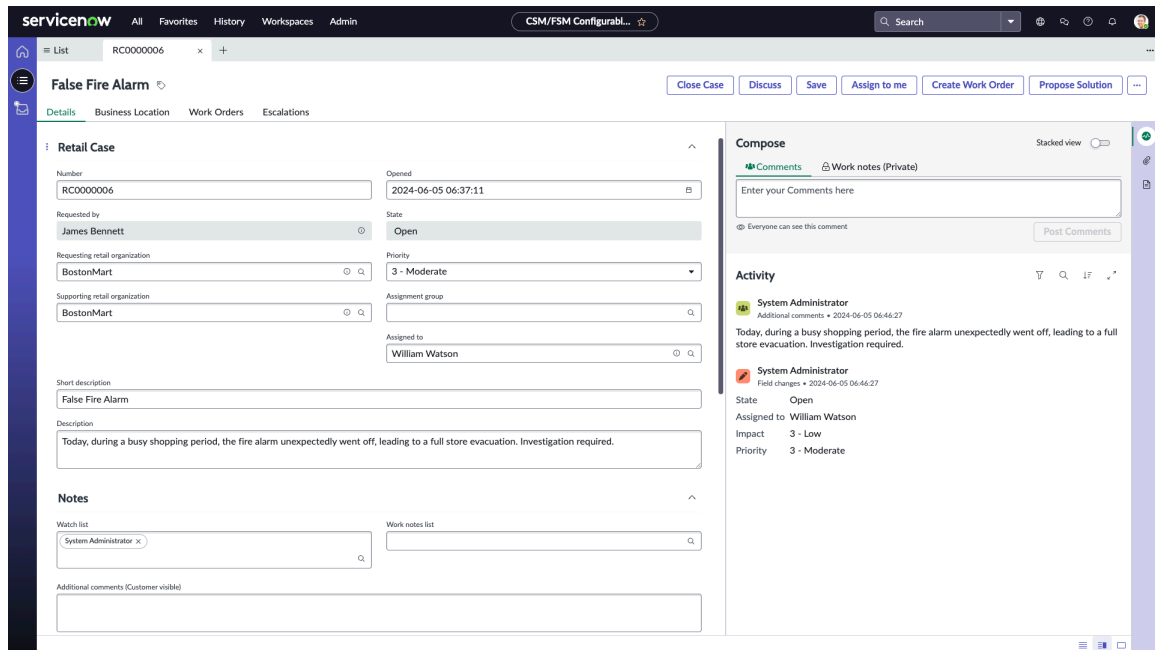 servicenow All Favorites History Workspaces Admin CSM/FSM Configurabl... Search
List RC0000006
False Fire Alarm Close Case Discuss Save Assign to me Create Work Order Propose Solution
Details Business Location Work Orders Escalations
Retail Case
Number
RC0000006
Opened
2024-06-05 06:37:11
Requested by
James Bennett
State
Open
Requesting retail organization
BostonMart
Priority
3 - Moderate
Supporting retail organization
BostonMart
Assignment group
Assigned to
William Watson
Short description
False Fire Alarm
Description
Today, during a busy shopping period, the fire alarm unexpectedly went off, leading to a full store evacuation. Investigation required.
Notes
Watch list
System Administrator
Work notes list
Additional comments (Customer visible)
Compose Stacked view
Comments Work notes (Private)
Enter your Comments here
Everyone can see this comment Post Comments
Activity
System Administrator
Additional comments • 2024-06-05 06:46:27
Today, during a busy shopping period, the fire alarm unexpectedly went off, leading to a full
store evacuation. Investigation required.
System Administrator
Field changes • 2024-06-05 06:46:27
State Open
Assigned to William Watson
Impact 3 - Low
Priority 3 - Moderate